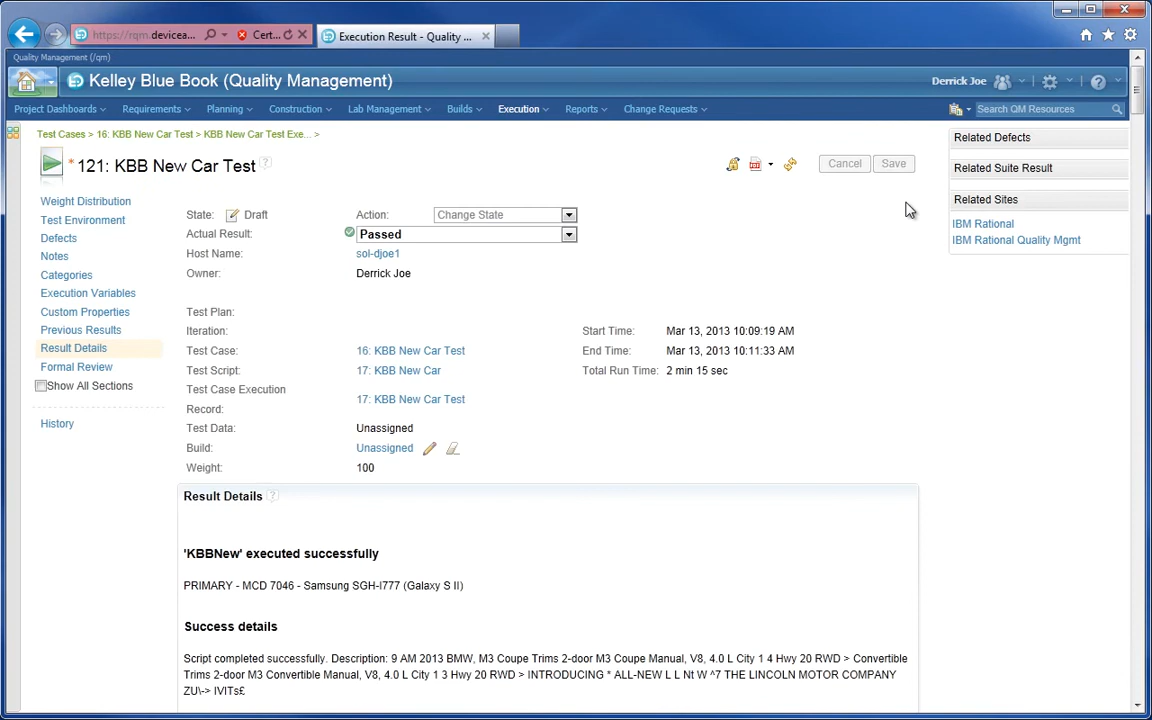 https://rqm.devicea...
Cert...
Execution Result - Quality ...
Quality Management (/qm)
Kelley Blue Book (Quality Management)
Derrick Joe
Project Dashboards
Requirements
Planning
Construction
Lab Management
Builds
Execution
Reports
Change Requests
Search QM Resources
Test Cases > 16: KBB New Car Test > KBB New Car Test Exe... >
* 121: KBB New Car Test
PDF
Cancel
Save
Weight Distribution
Test Environment
Defects
Notes
Categories
Execution Variables
Custom Properties
Previous Results
Result Details
Formal Review
Show All Sections
History
State: Draft
Action: Change State
Actual Result: Passed
Host Name: sol-djoe1
Owner: Derrick Joe
Test Plan:
Iteration:
Start Time: Mar 13, 2013 10:09:19 AM
Test Case: 16: KBB New Car Test
End Time: Mar 13, 2013 10:11:33 AM
Test Script: 17: KBB New Car
Total Run Time: 2 min 15 sec
Test Case Execution
Record: 17: KBB New Car Test
Test Data: Unassigned
Build: Unassigned
Weight: 100
Result Details
'KBBNew' executed successfully
PRIMARY - MCD 7046 - Samsung SGH-I777 (Galaxy S II)
Success details
Script completed successfully. Description: 9 AM 2013 BMW, M3 Coupe Trims 2-door M3 Coupe Manual, V8, 4.0 L City 1 4 Hwy 20 RWD > Convertible
Trims 2-door M3 Convertible Manual, V8, 4.0 L City 1 3 Hwy 20 RWD > INTRODUCING * ALL-NEW L L Nt W ^7 THE LINCOLN MOTOR COMPANY
ZU\-> IVITs£
Related Defects
Related Suite Result
Related Sites
IBM Rational
IBM Rational Quality Mgmt